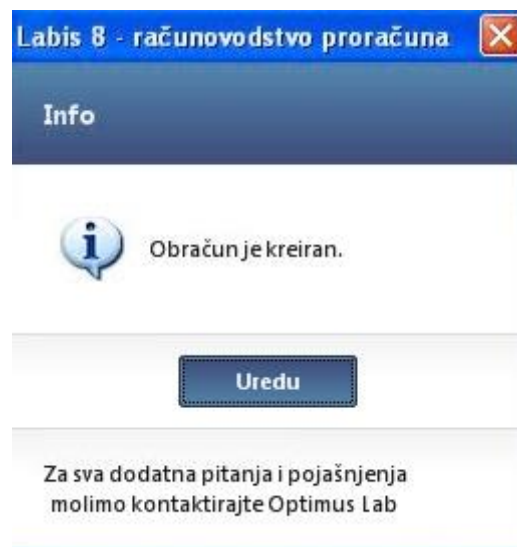 Labis 8 - računovodstvo proračuna
Info
Obračun je kreiran.
Uredu
Za sva dodatna pitanja i pojašnjenja
molimo kontaktirajte Optimus Lab